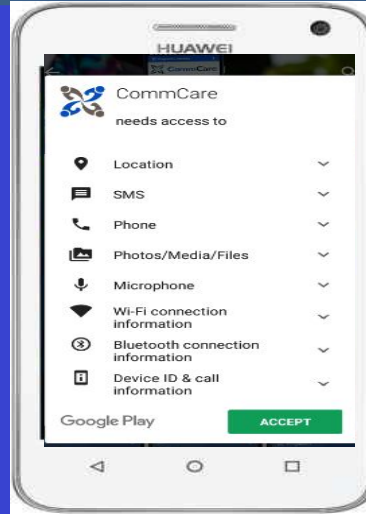 HUAWEI
CommCare
CommCare
needs access to
Location
SMS
Phone
Photos/Media/Files
Microphone
Wi-Fi connection
information
Bluetooth connection
information
Device ID & call
information
Google Play
ACCEPT